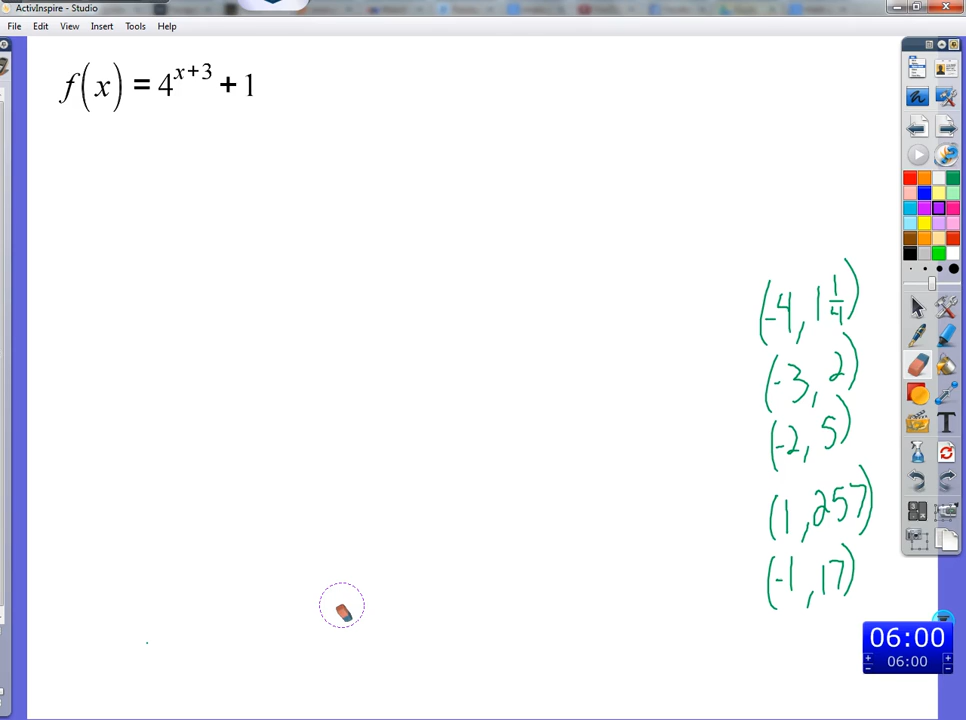 ActivInspire - Studio
File Edit View Insert Tools Help
f(x) = 4^{x+3} + 1
(-4, 1 1/4)
(-3, 2)
(-2, 5)
(1, 257)
(-1, 17)
06:00
06:00